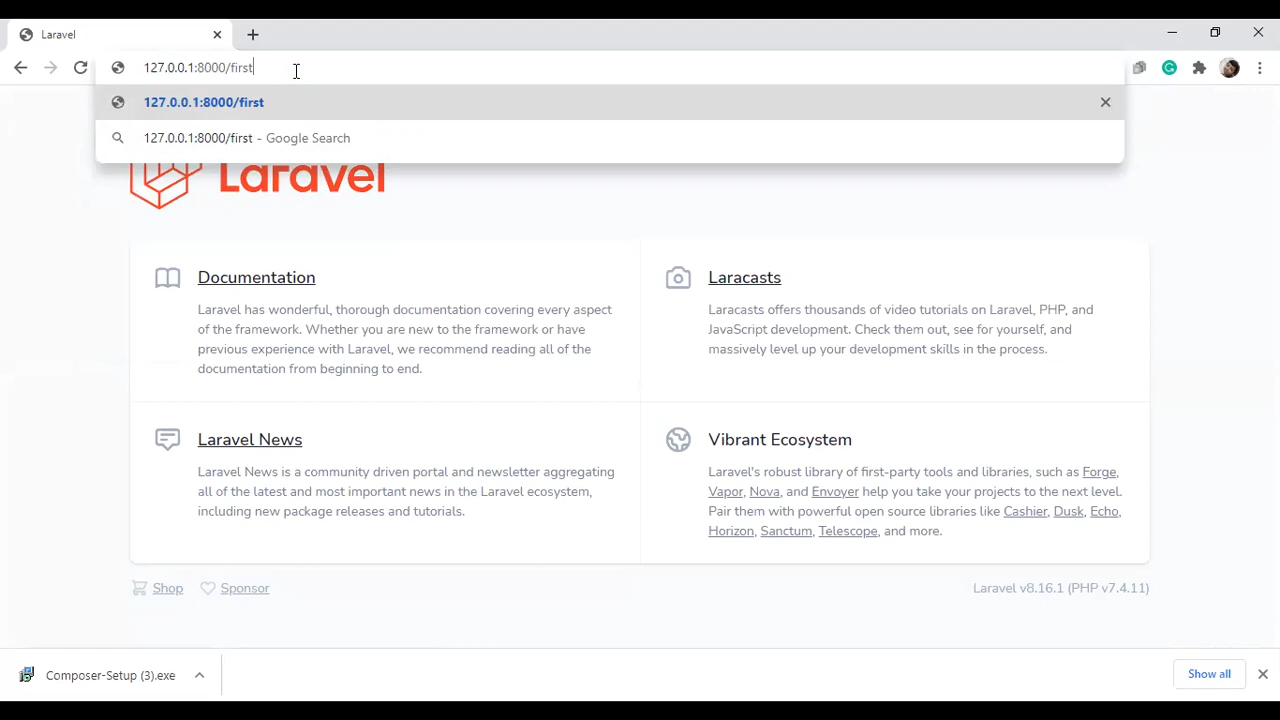 Laravel
127.0.0.1:8000/first
127.0.0.1:8000/first
127.0.0.1:8000/first - Google Search
Laravel
Documentation
Laravel has wonderful, thorough documentation covering every aspect
of the framework. Whether you are new to the framework or have
previous experience with Laravel, we recommend reading all of the
documentation from beginning to end.
Laracasts
Laracasts offers thousands of video tutorials on Laravel, PHP, and
JavaScript development. Check them out, see for yourself, and
massively level up your development skills in the process.
Laravel News
Laravel News is a community driven portal and newsletter aggregating
all of the latest and most important news in the Laravel ecosystem,
including new package releases and tutorials.
Vibrant Ecosystem
Laravel's robust library of first-party tools and libraries, such as Forge,
Vapor, Nova, and Envoyer help you take your projects to the next level.
Pair them with powerful open source libraries like Cashier, Dusk, Echo,
Horizon, Sanctum, Telescope, and more.
Shop
Sponsor
Laravel v8.16.1 (PHP v7.4.11)
Composer-Setup (3).exe
Show all